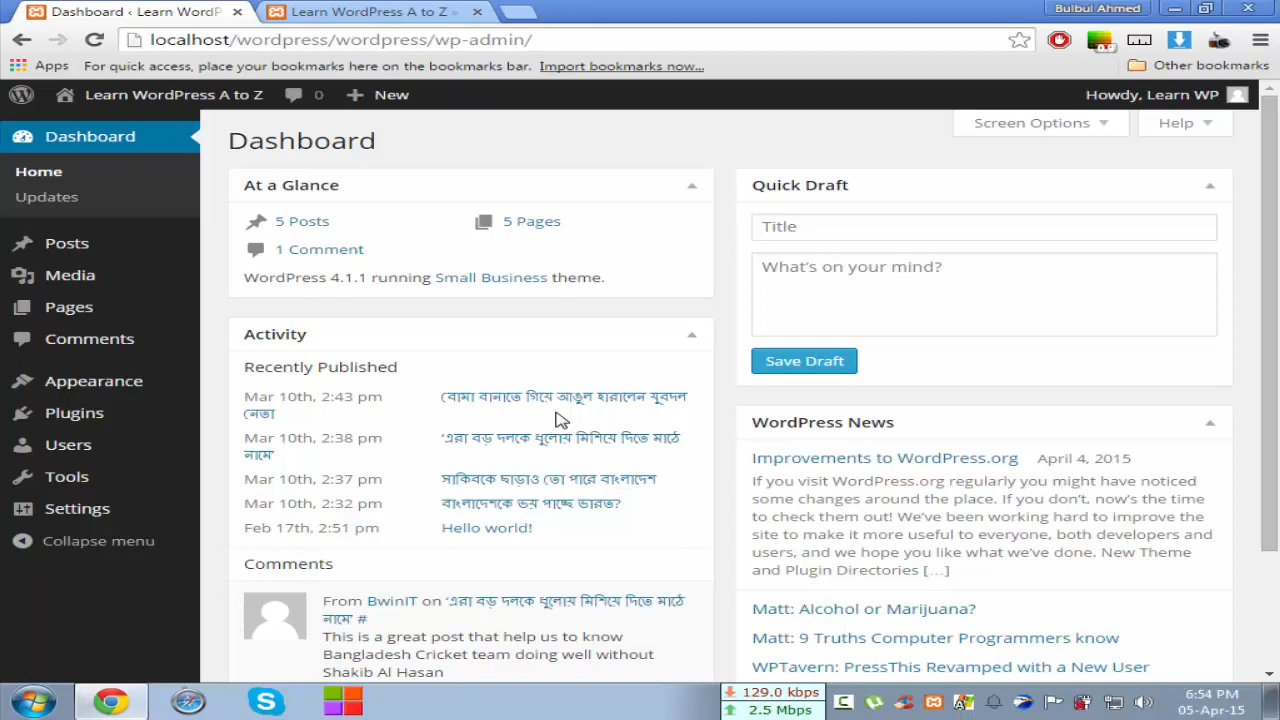 Dashboard ‹ Learn WordP
Learn WordPress A to Z »
Bulbul Ahmed
localhost/wordpress/wordpress/wp-admin/
Apps For quick access, place your bookmarks here on the bookmarks bar. Import bookmarks now... Other bookmarks
Learn WordPress A to Z 0 New Howdy, Learn WP
Dashboard
Home
Updates
Posts
Media
Pages
Comments
Appearance
Plugins
Users
Tools
Settings
Collapse menu
Screen Options Help
Dashboard
At a Glance
5 Posts 5 Pages
1 Comment
WordPress 4.1.1 running Small Business theme.
Activity
Recently Published
Mar 10th, 2:43 pm বোমা বানাতে গিয়ে আঙুল হারালেন যুবদল
নেতা
Mar 10th, 2:38 pm 'এরা বড় দলকে ধুলোয় মিশিয়ে দিতে মাঠে
নামে'
Mar 10th, 2:37 pm সাকিবকে ছাড়াও তো পারে বাংলাদেশ
Mar 10th, 2:32 pm বাংলাদেশকে ভয় পাচ্ছে ভারত?
Feb 17th, 2:51 pm Hello world!
Comments
From BwinIT on 'এরা বড় দলকে ধুলোয় মিশিয়ে দিতে মাঠে
নামে' #
This is a great post that help us to know
Bangladesh Cricket team doing well without
Shakib Al Hasan
Quick Draft
Title
What's on your mind?
Save Draft
WordPress News
Improvements to WordPress.org April 4, 2015
If you visit WordPress.org regularly you might have noticed
some changes around the place. If you don't, now's the time
to check them out! We've been working hard to improve the
site to make it more useful to everyone, both developers and
users, and we hope you like what we've done. New Theme
and Plugin Directories […]
Matt: Alcohol or Marijuana?
Matt: 9 Truths Computer Programmers know
WPTavern: PressThis Revamped with a New User
129.0 kbps
2.5 Mbps
6:54 PM
05-Apr-15